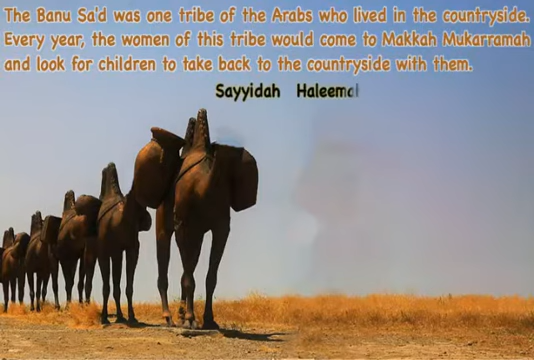 The Banu Sa'd was one tribe of the Arabs who lived in the countryside.
Every year, the women of this tribe would come to Makkah Mukarramah
and look for children to take back to the countryside with them.
Sayyidah Haleema